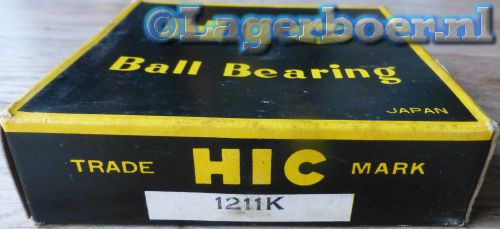 ©Lagerboer.nl
Ball Bearing
JAPAN
TRADE HIC MARK
1211K